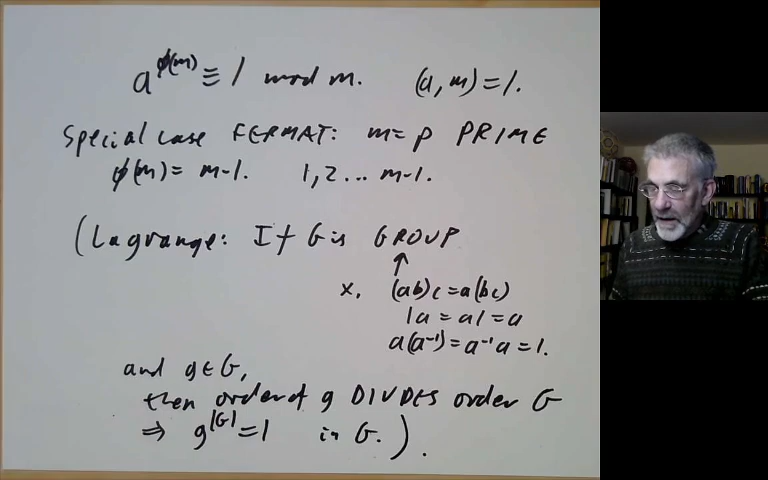 a^ϕ(m) ≡ 1 mod m. (a, m) = 1.
Special case FERMAT: m = p PRIME
ϕ(m) = m-1. 1, 2 ... m-1.
(Lagrange: If G is GROUP
↑
x. (ab)c = a(bc)
1a = a1 = a
a(a⁻¹) = a⁻¹a = 1.
and g ∈ G,
then order of g DIVIDES order G
⇒ g^|G| = 1 in G. ).